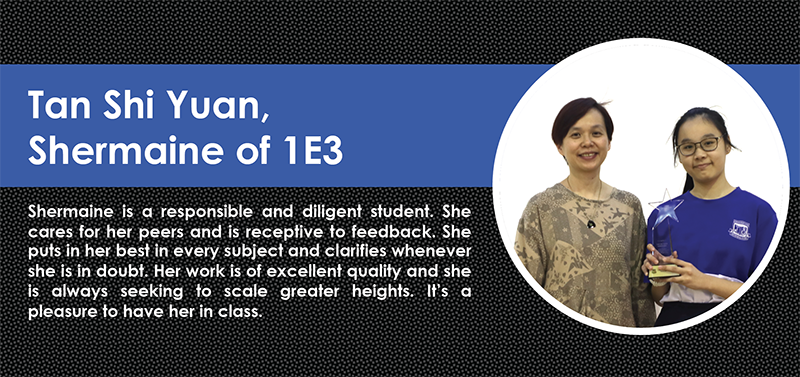 Tan Shi Yuan,
Shermaine of 1E3
Shermaine is a responsible and diligent student. She
cares for her peers and is receptive to feedback. She
puts in her best in every subject and clarifies whenever
she is in doubt. Her work is of excellent quality and she
is always seeking to scale greater heights. It's a
pleasure to have her in class.